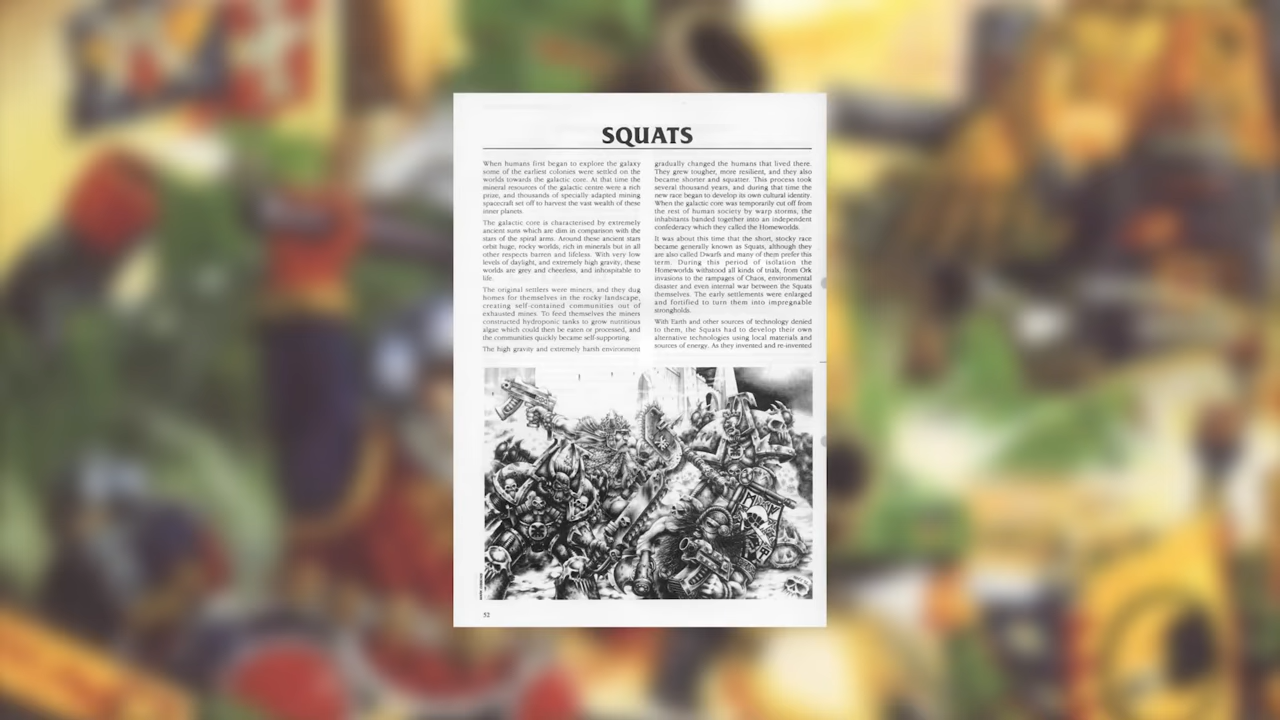 SQUATS
When humans first began to explore the galaxy
some of the earliest colonies were settled on the
worlds towards the galactic core. At that time the
mineral resources of the galactic centre were a rich
prize, and thousands of specially adapted mining
spacecraft set off to harvest the vast wealth of these
inner planets.
The galactic core is characterised by extremely
ancient suns which are dim in comparison with the
stars of the spiral arms. Around these ancient stars
orbit huge, rocky worlds, rich in minerals but in all
other respects barren and lifeless. With very low
levels of daylight, and extremely high gravity, these
worlds are grey and cheerless, and inhospitable to
life.
The original settlers were miners, and they dug
homes for themselves in the rocky landscape,
creating self-contained communities out of
exhausted mines. To feed themselves the miners
constructed hydroponic tanks to grow nutritious
algae which could then be eaten or processed, and
the communities quickly became self-supporting.
The high gravity and extremely harsh environment
gradually changed the humans that lived there.
They grew tougher, more resilient, and they also
became shorter and squatter. This process took
several thousand years, and during that time the
new race began to develop its own cultural identity.
When the galactic core was temporarily cut off from
the rest of human society by warp storms, the
inhabitants banded together into an independent
confederacy which they called the Homeworlds.
It was about this time that the short, stocky race
became generally known as Squats, although they
are also called Dwarfs and many of them prefer this
term. During this period of isolation the
Homeworlds withstood all kinds of trials, from Ork
invasions to the rampages of Chaos, environmental
disaster and even internal war between the Squats
themselves. The early settlements were enlarged
and fortified to turn them into impregnable
strongholds.
With Earth and other sources of technology denied
to them, the Squats had to develop their own
alternative technologies using local materials and
sources of energy. As they invented and re-invented
52